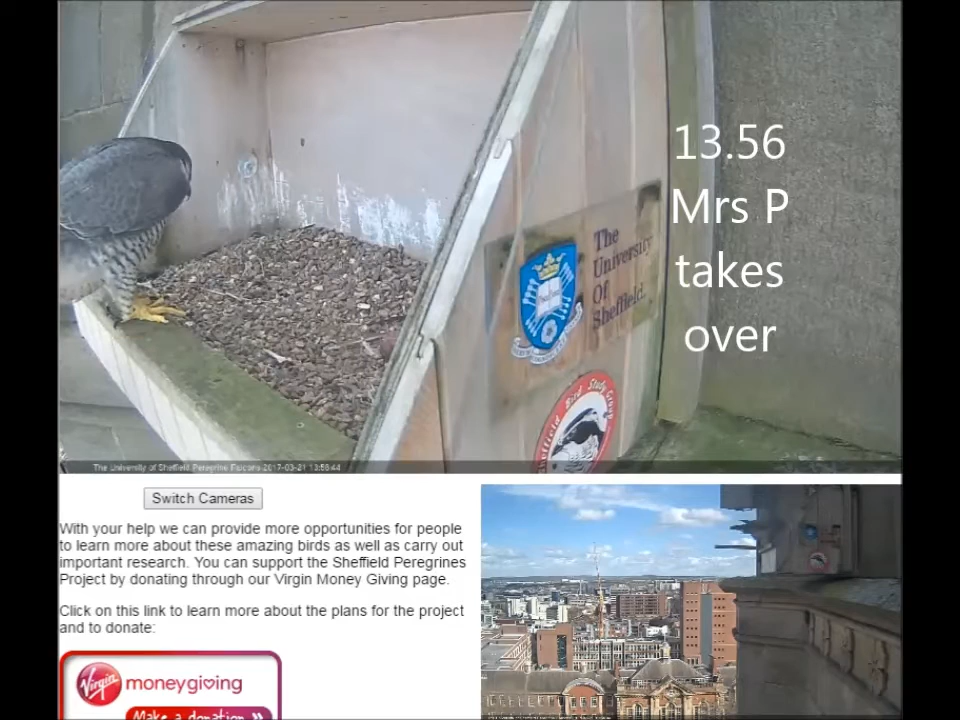 13.56
Mrs P
takes
over
The
University
Of
Sheffield.
Sheffield Bird Study Group
The University of Sheffield Peregrine Falcons 2017-03-21 13:56:44
Switch Cameras
With your help we can provide more opportunities for people
to learn more about these amazing birds as well as carry out
important research. You can support the Sheffield Peregrines
Project by donating through our Virgin Money Giving page.
Click on this link to learn more about the plans for the project
and to donate:
Virgin moneygiving
Make a donation »